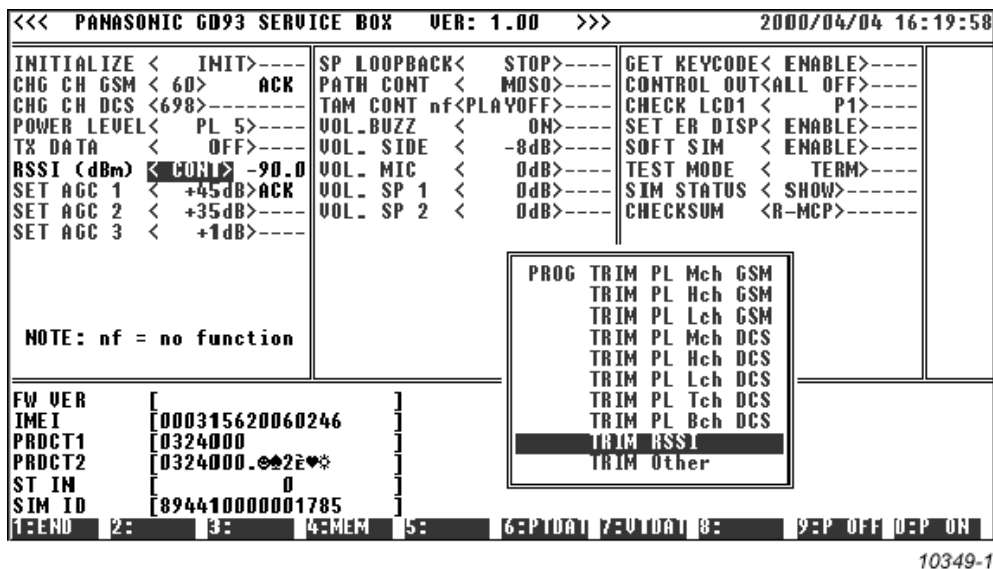 <<< PANASONIC GD93 SERVICE BOX VER: 1.00 >>> 2000/04/04 16:19:58
INITIALIZE < INIT>----
CHG CH GSM < 60> ACK
CHG CH DCS <698>---------
POWER LEVEL< PL 5>----
TX DATA < OFF>----
RSSI (dBm) < CONT> -90.0
SET AGC 1 < +45dB>ACK
SET AGC 2 < +35dB>----
SET AGC 3 < +1dB>----
NOTE: nf = no function
SP LOOPBACK< STOP>----
PATH CONT < M0S0>----
TAM CONT nf<PLAYOFF>----
VOL.BUZZ < ON>----
VOL. SIDE < -8dB>----
VOL. MIC < 0dB>----
VOL. SP 1 < 0dB>----
VOL. SP 2 < 0dB>----
GET KEYCODE< ENABLE>----
CONTROL OUT<ALL OFF>----
CHECK LCD1 < P1>----
SET ER DISP< ENABLE>----
SOFT SIM < ENABLE>----
TEST MODE < TERM>----
SIM STATUS < SHOW>------
CHECKSUM <R-MCP>------
PROG TRIM PL Mch GSM
TRIM PL Hch GSM
TRIM PL Lch GSM
TRIM PL Mch DCS
TRIM PL Hch DCS
TRIM PL Lch DCS
TRIM PL Tch DCS
TRIM PL Bch DCS
TRIM RSSI
TRIM Other
FW VER [ ]
IMEI [000315620060246 ]
PRDCT1 [0324000 ]
PRDCT2 [0324000.☻♠2è♥☼ ]
ST IN [ 0 ]
SIM ID [8944110000001785 ]
1:END 2: 3: 4:MEM 5: 6:PTDAT 7:VTDAT 8: 9:P OFF 0:P ON
10349-1